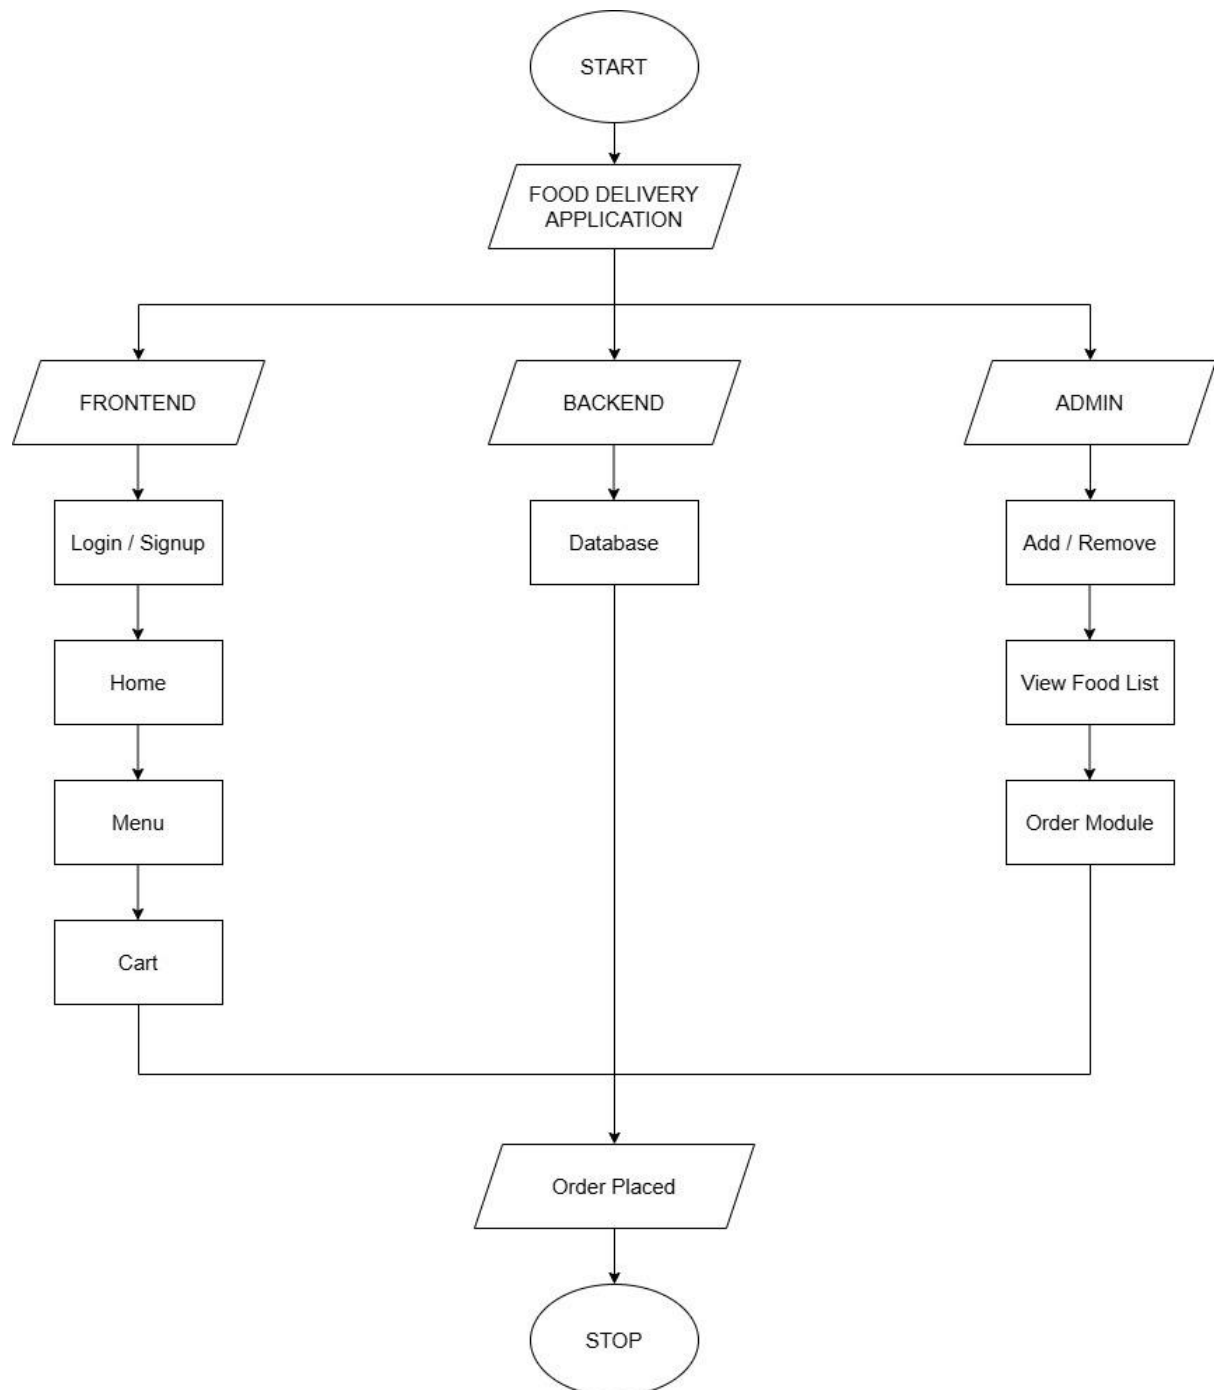 START
FOOD DELIVERY
APPLICATION
FRONTEND
BACKEND
ADMIN
Login / Signup
Database
Add / Remove
Home
View Food List
Menu
Order Module
Cart
Order Placed
STOP